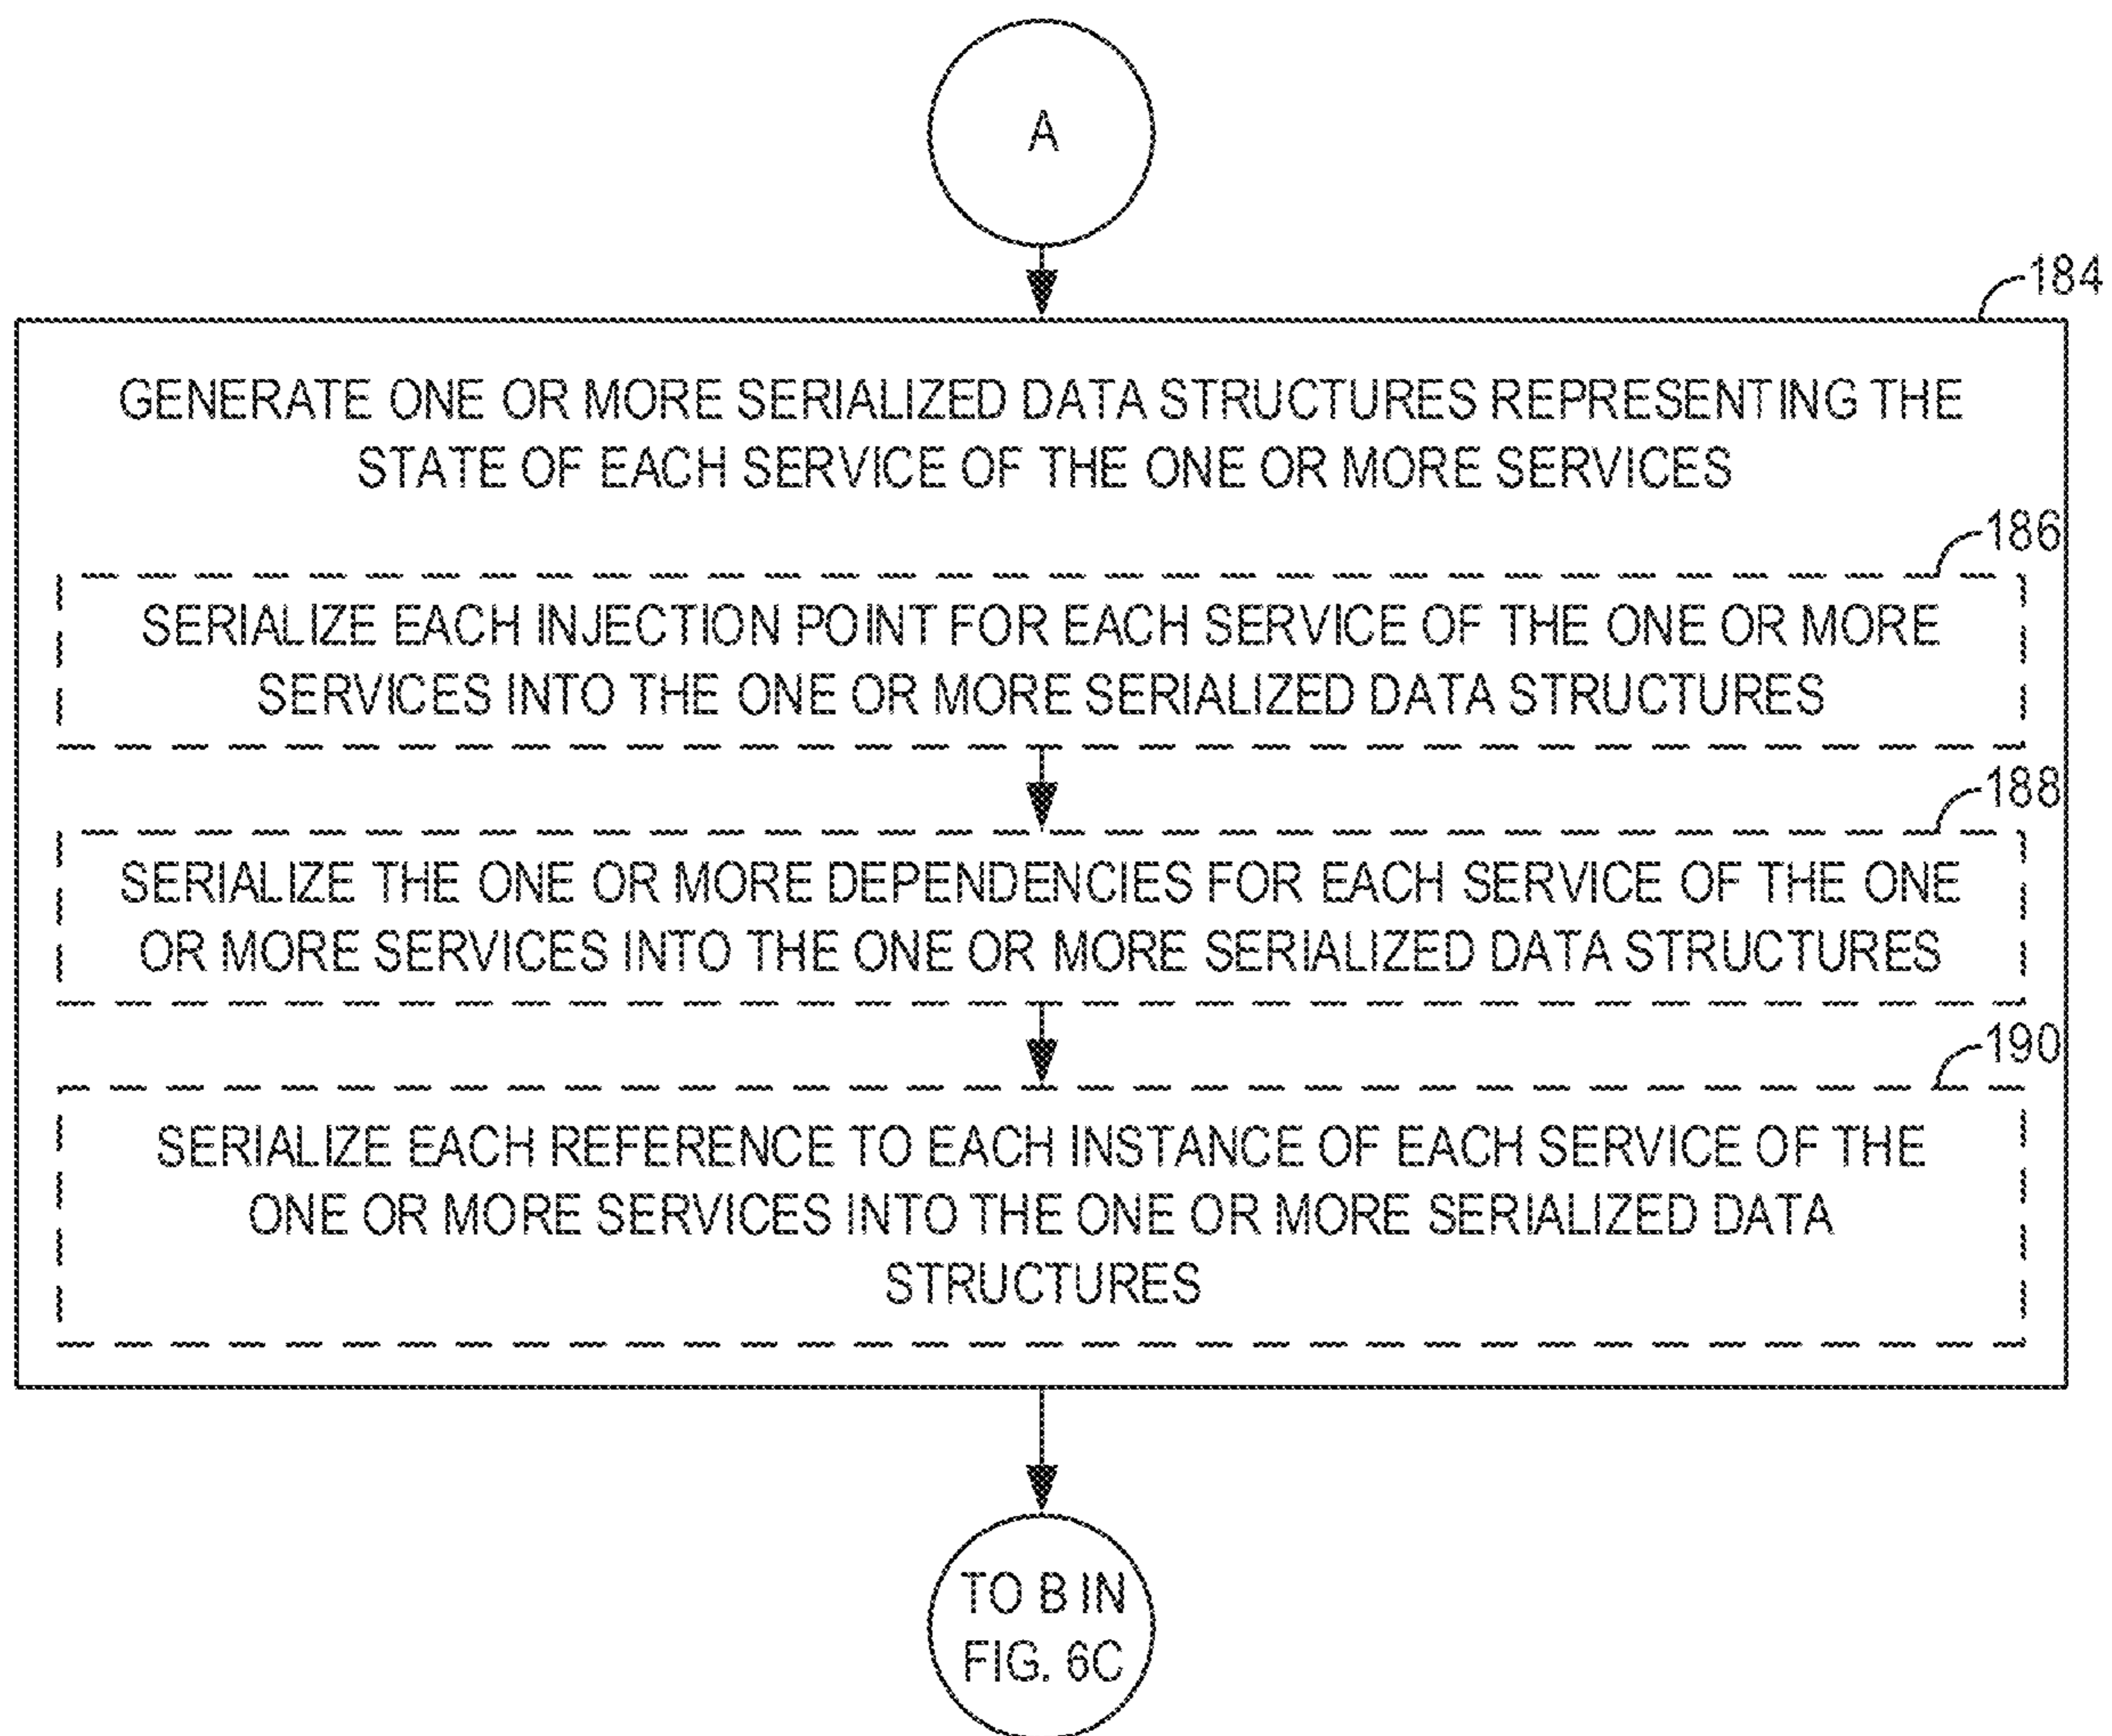 A
184
GENERATE ONE OR MORE SERIALIZED DATA STRUCTURES REPRESENTING THE
STATE OF EACH SERVICE OF THE ONE OR MORE SERVICES
186
SERIALIZE EACH INJECTION POINT FOR EACH SERVICE OF THE ONE OR MORE
SERVICES INTO THE ONE OR MORE SERIALIZED DATA STRUCTURES
188
SERIALIZE THE ONE OR MORE DEPENDENCIES FOR EACH SERVICE OF THE ONE
OR MORE SERVICES INTO THE ONE OR MORE SERIALIZED DATA STRUCTURES
190
SERIALIZE EACH REFERENCE TO EACH INSTANCE OF EACH SERVICE OF THE
ONE OR MORE SERVICES INTO THE ONE OR MORE SERIALIZED DATA
STRUCTURES
TO B IN
FIG. 6C